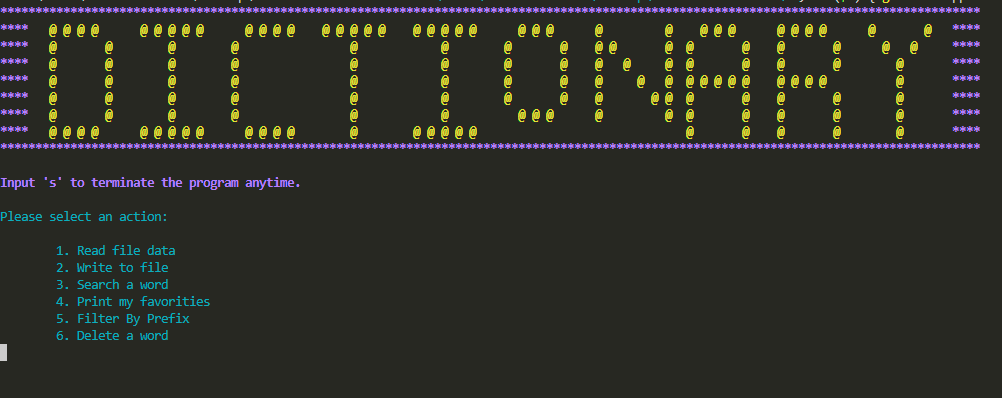 DICTIONARY
Input 's' to terminate the program anytime.
Please select an action:
1. Read file data
2. Write to file
3. Search a word
4. Print my favorities
5. Filter By Prefix
6. Delete a word